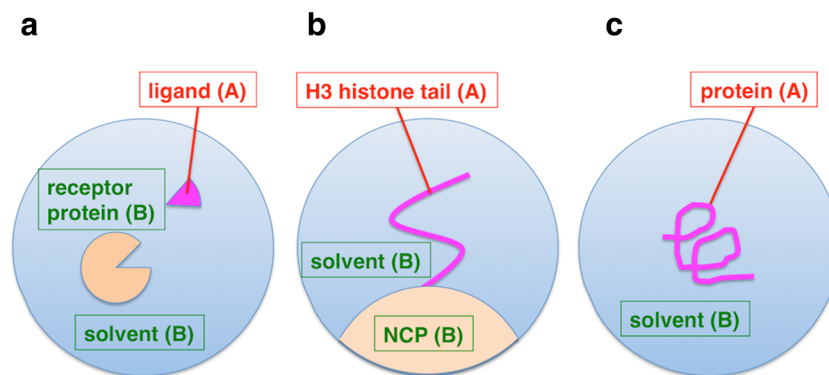 a
b
c
ligand (A)
H3 histone tail (A)
protein (A)
receptor
protein (B)
solvent (B)
solvent (B)
NCP (B)
solvent (B)